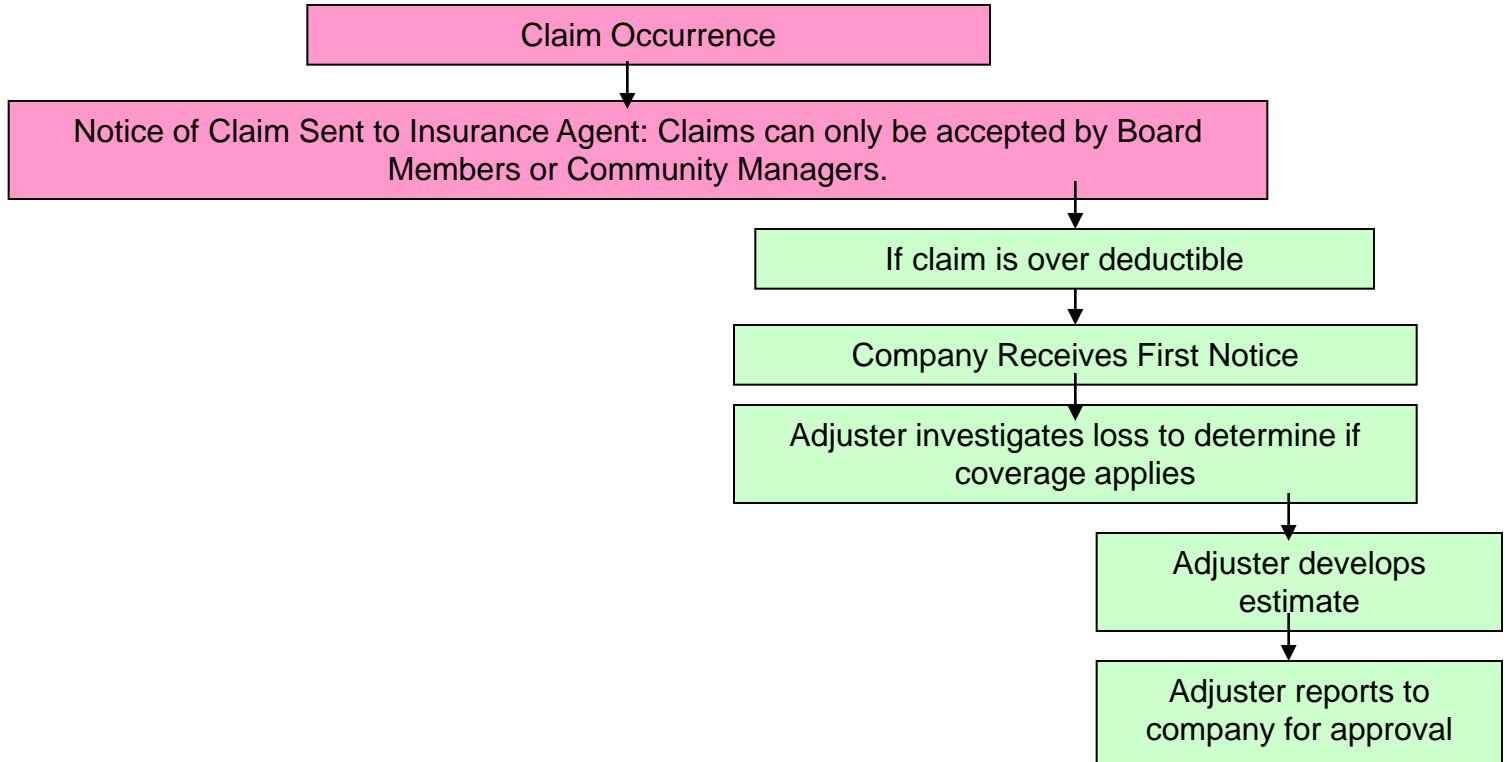 Claim Occurrence
Notice of Claim Sent to Insurance Agent: Claims can only be accepted by Board
Members or Community Managers.
If claim is over deductible
Company Receives First Notice
Adjuster investigates loss to determine if
coverage applies
Adjuster develops
estimate
Adjuster reports to
company for approval